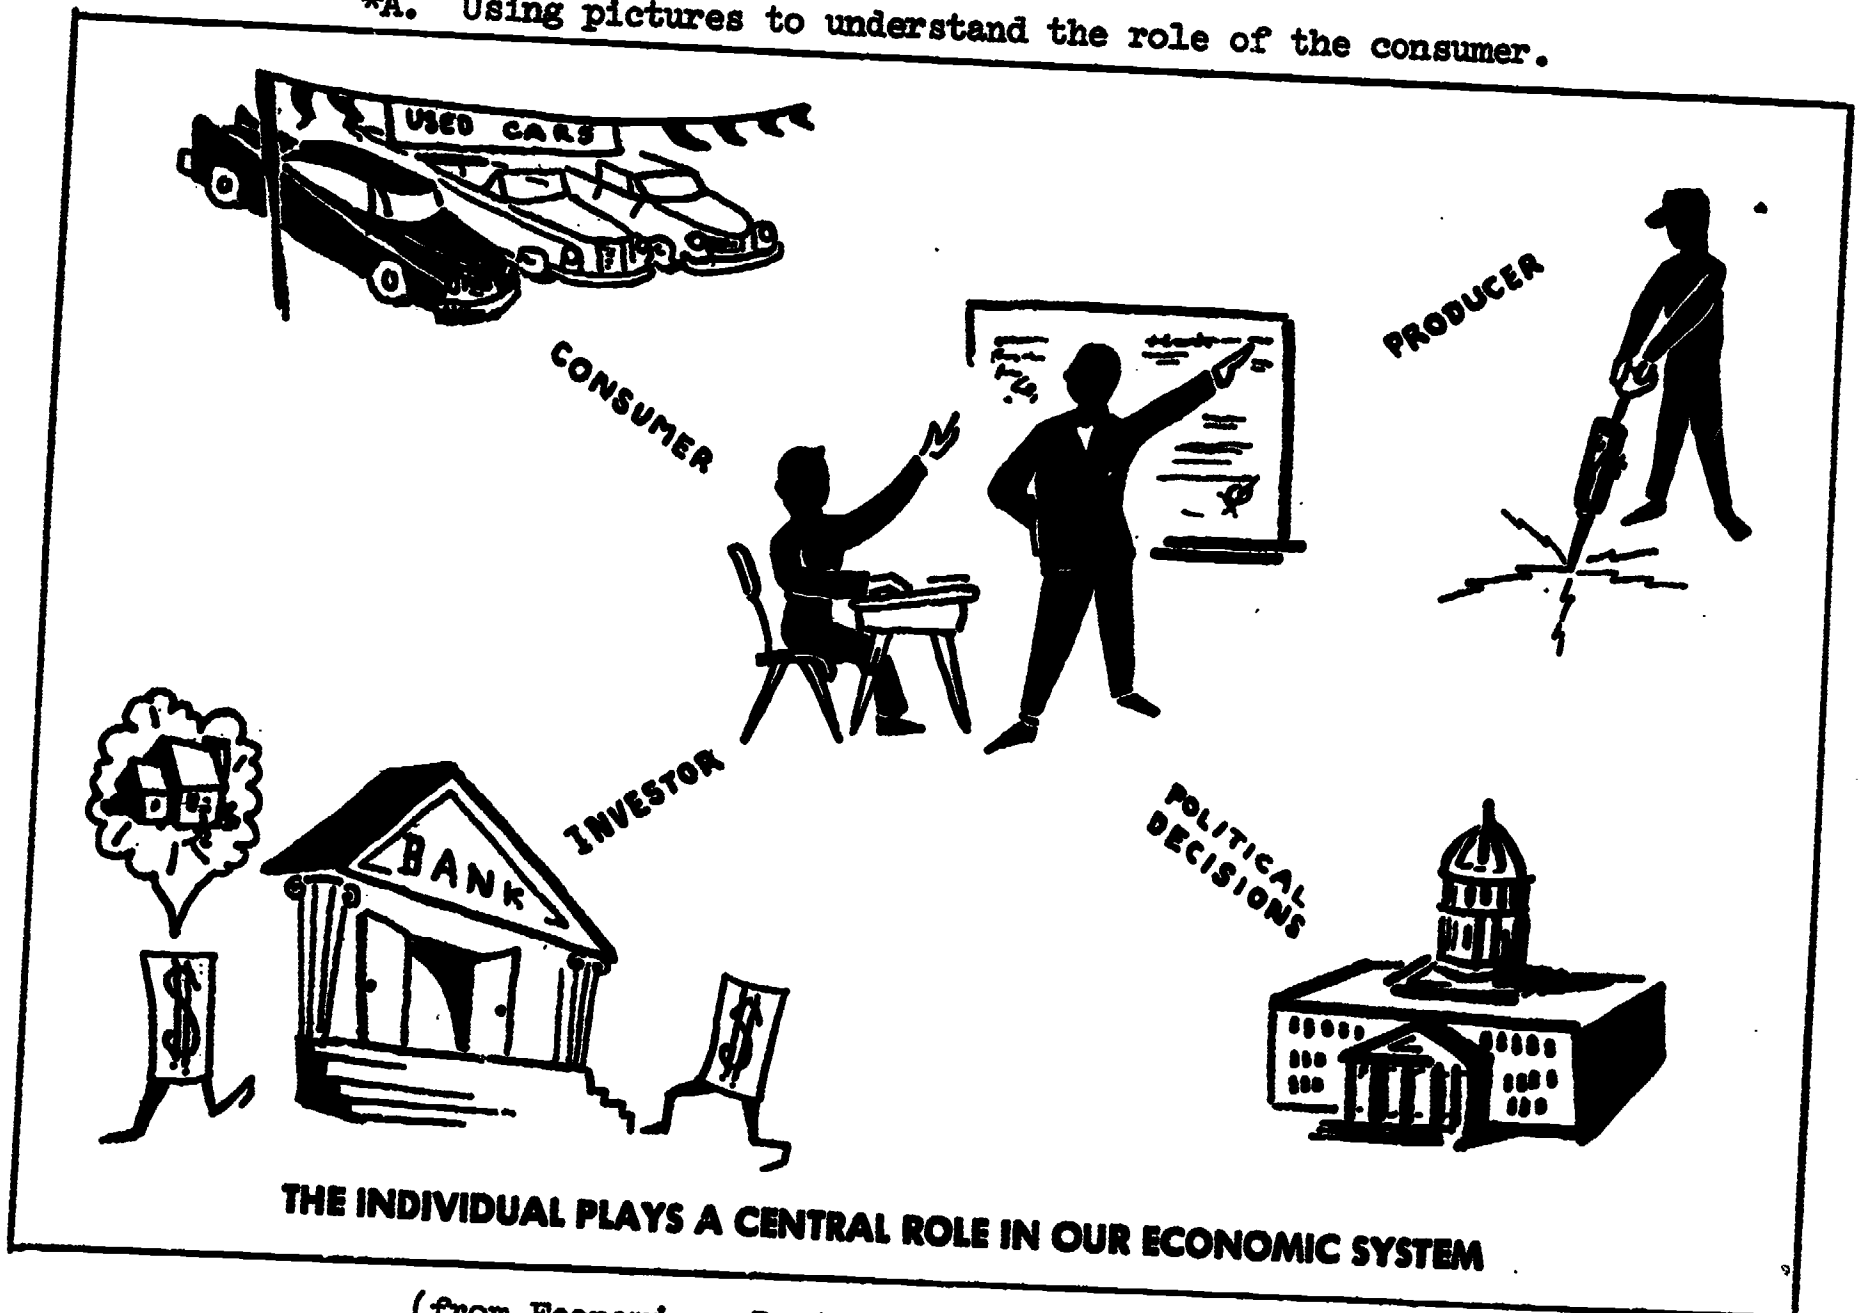 *A. Using pictures to understand the role of the consumer.
USED CARS
CONSUMER
PRODUCER
INVESTOR
BANK
$
$
POLITICAL
DECISIONS
THE INDIVIDUAL PLAYS A CENTRAL ROLE IN OUR ECONOMIC SYSTEM
(from